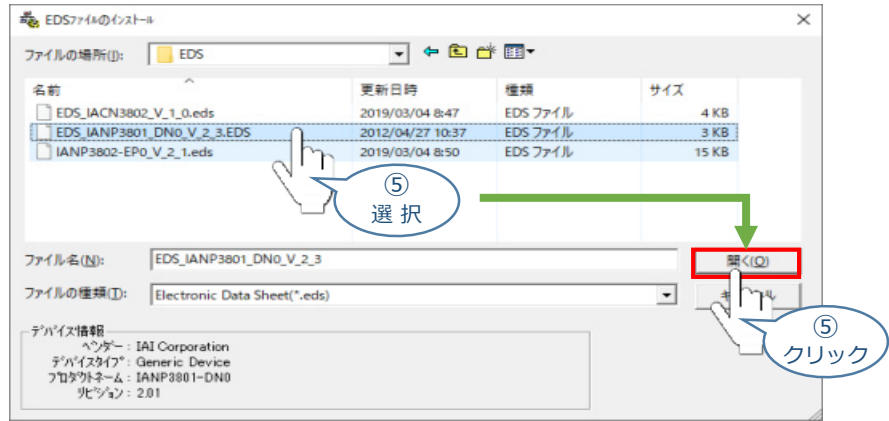 EDSファイルのインストール
ファイルの場所(I): EDS
名前 更新日時 種類 サイズ
EDS_IACN3802_V_1_0.eds 2019/03/04 8:47 EDS ファイル 4 KB
EDS_IANP3801_DN0_V_2_3.EDS 2012/04/27 10:37 EDS ファイル 3 KB
IANP3802-EP0_V_2_1.eds 2019/03/04 8:50 EDS ファイル 15 KB
⑤
選 択
ファイル名(N): EDS_IANP3801_DN0_V_2_3 開く(O)
ファイルの種類(T): Electronic Data Sheet(*.eds)
⑤
クリック
デバイス情報
ベンダー : IAI Corporation
デバイスタイプ : Generic Device
プロダクトネーム : IANP3801-DN0
リビジョン : 2.01